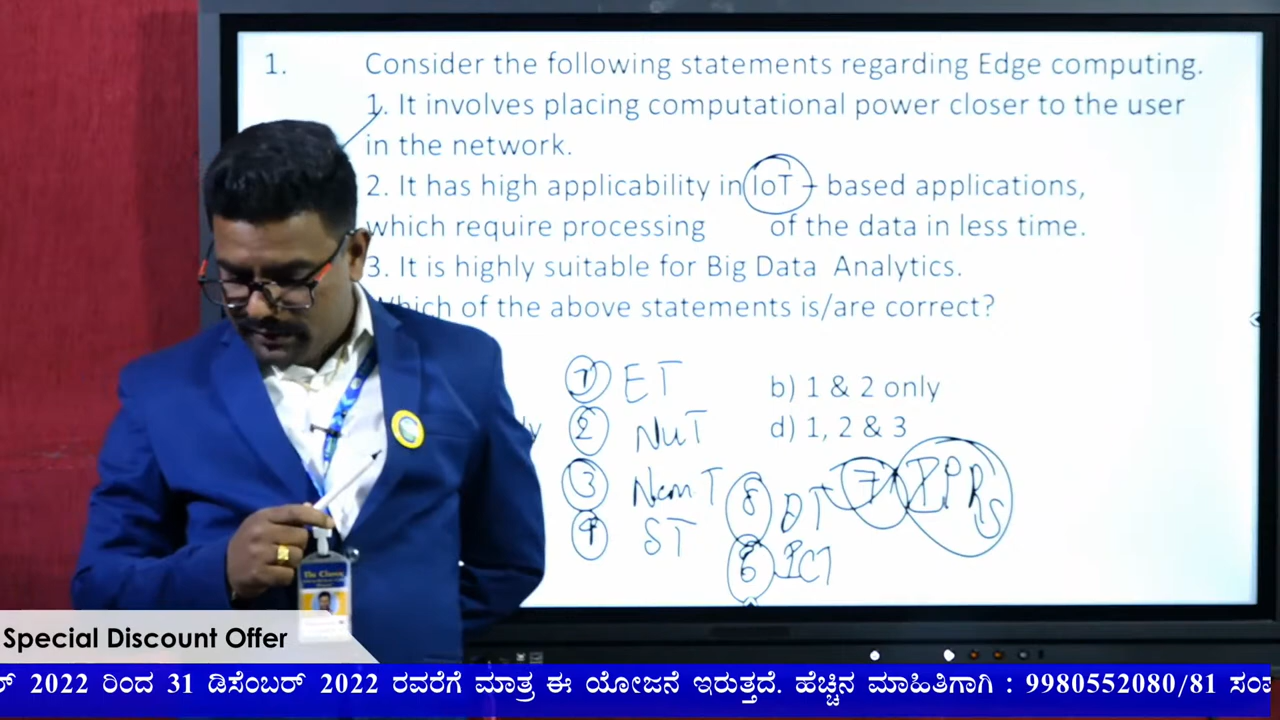 1. Consider the following statements regarding Edge computing.
1. It involves placing computational power closer to the user
in the network.
2. It has high applicability in IoT - based applications,
which require processing of the data in less time.
3. It is highly suitable for Big Data Analytics.
Which of the above statements is/are correct?
1 ET b) 1 & 2 only
2 NuT d) 1, 2 & 3
3 7 IPRs
4 ST
6 ICT
Special Discount Offer
2022 ರಿಂದ 31 ಡಿಸೆಂಬರ್ 2022 ರವರೆಗೆ ಮಾತ್ರ ಈ ಯೋಜನೆ ಇರುತ್ತದೆ. ಹೆಚ್ಚಿನ ಮಾಹಿತಿಗಾಗಿ : 9980552080/81